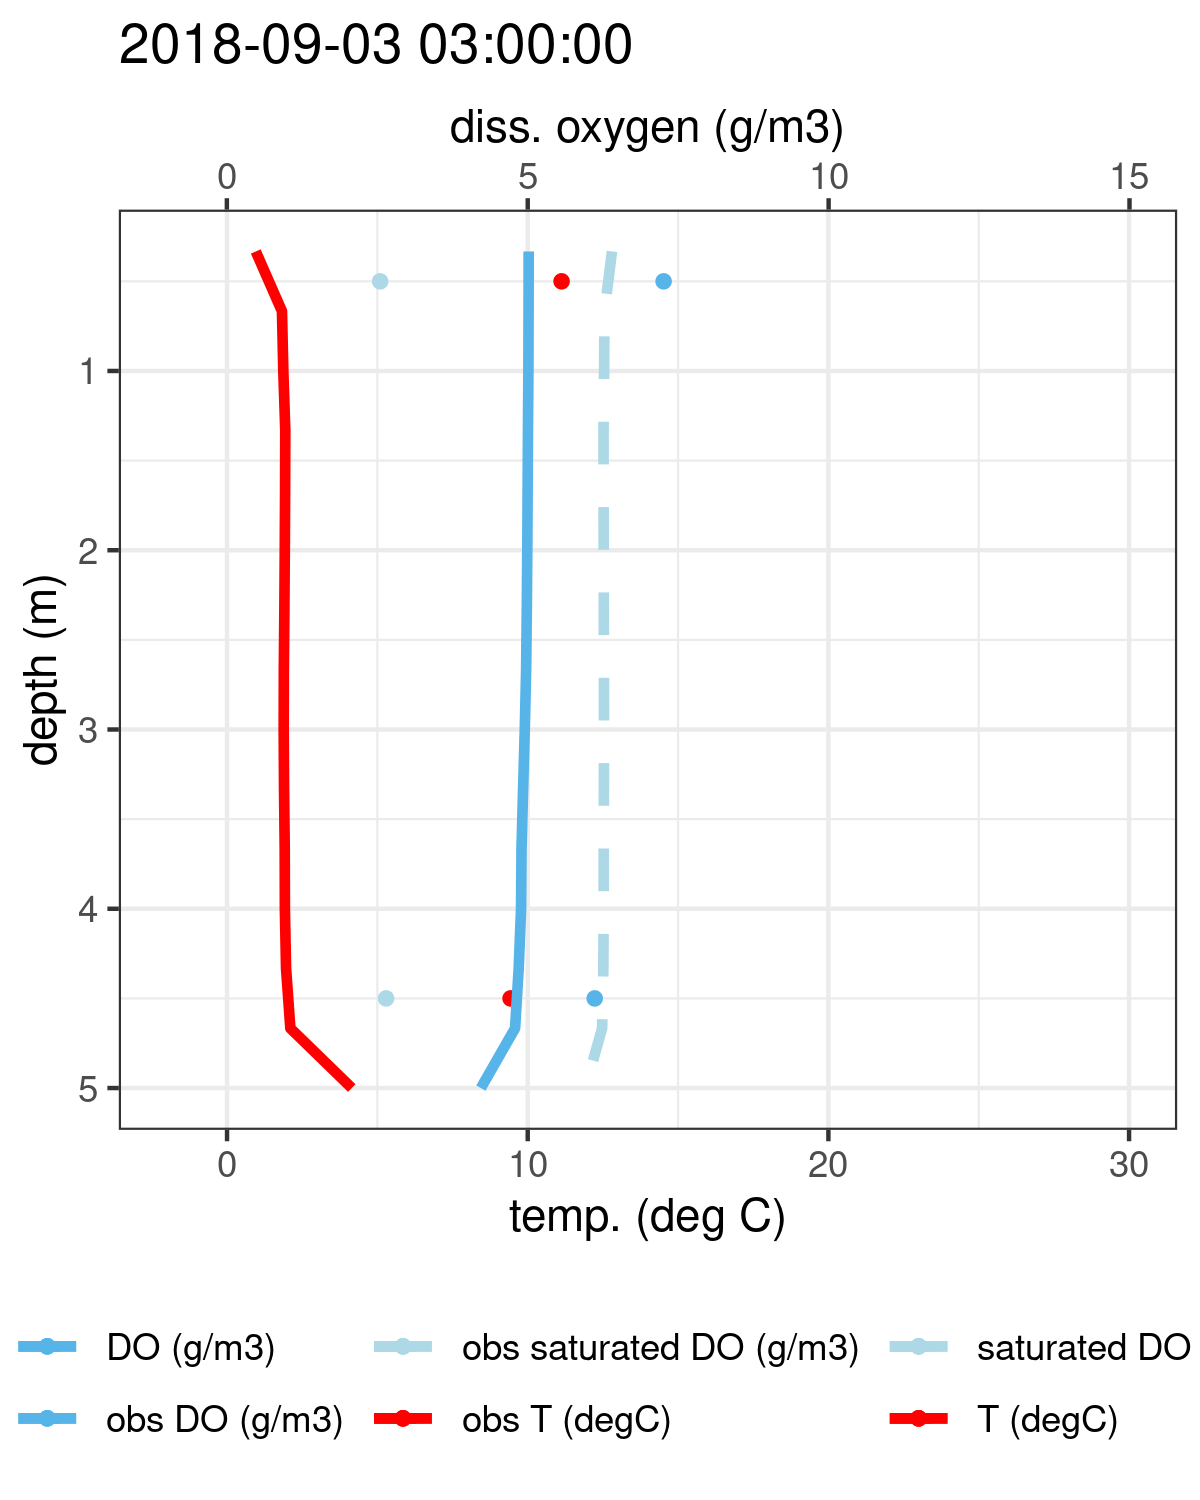 2018-09-03 03:00:00
diss. oxygen (g/m3)
0 5 10 15
depth (m)
1
2
3
4
5
0 10 20 30
temp. (deg C)
DO (g/m3) obs saturated DO (g/m3) saturated DO
obs DO (g/m3) obs T (degC) T (degC)